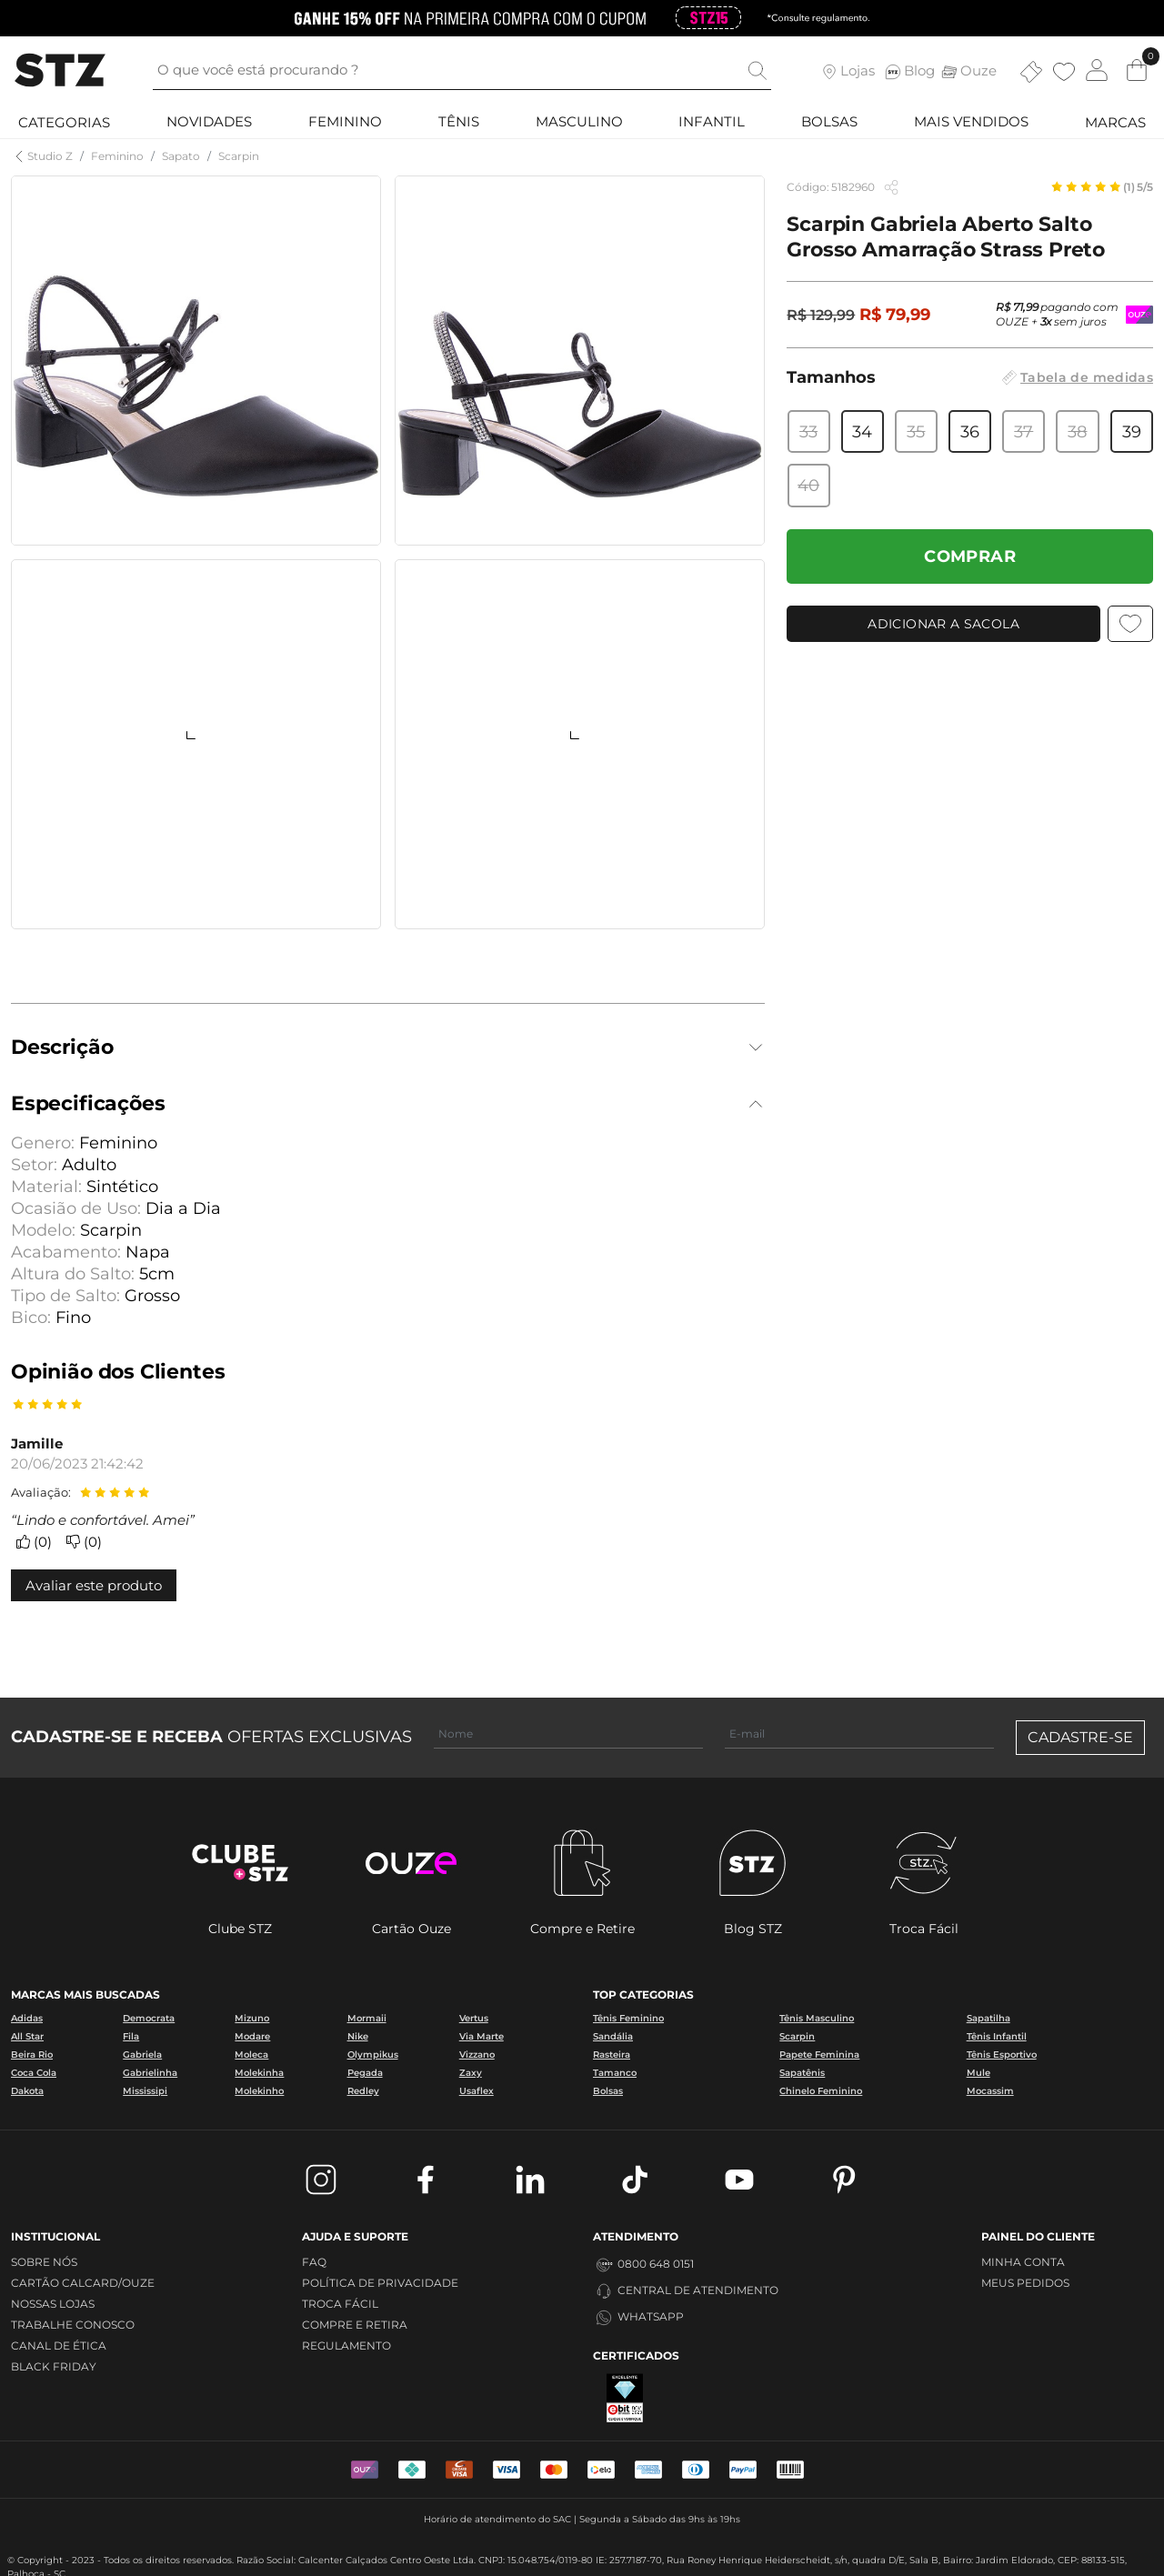 GANHE 15% OFF NA PRIMEIRA COMPRA COM O CUPOM STZ15 *Consulte regulamento.
STZ
O que você está procurando ?
Lojas Blog Ouze
0
CATEGORIAS NOVIDADES FEMININO TÊNIS MASCULINO INFANTIL BOLSAS MAIS VENDIDOS MARCAS
Studio Z / Feminino / Sapato / Scarpin
Código: 5182960
(1) 5/5
Scarpin Gabriela Aberto Salto
Grosso Amarração Strass Preto
R$ 129,99 R$ 79,99
R$ 71,99 pagando com
OUZE + 3x sem juros
OUZE
Tamanhos
Tabela de medidas
33 34 35 36 37 38 39
40
COMPRAR
ADICIONAR A SACOLA
Descrição
Especificações
Genero: Feminino
Setor: Adulto
Material: Sintético
Ocasião de Uso: Dia a Dia
Modelo: Scarpin
Acabamento: Napa
Altura do Salto: 5cm
Tipo de Salto: Grosso
Bico: Fino
Opinião dos Clientes
Jamille
20/06/2023 21:42:42
Avaliação:
“Lindo e confortável. Amei”
(0) (0)
Avaliar este produto
CADASTRE-SE E RECEBA OFERTAS EXCLUSIVAS
Nome
E-mail
CADASTRE-SE
CLUBE
+STZ
ouze
STZ
stz.
Clube STZ Cartão Ouze Compre e Retire Blog STZ Troca Fácil
MARCAS MAIS BUSCADAS
Adidas Democrata Mizuno Mormaii Vertus
All Star Fila Modare Nike Via Marte
Beira Rio Gabriela Moleca Olympikus Vizzano
Coca Cola Gabrielinha Molekinha Pegada Zaxy
Dakota Mississipi Molekinho Redley Usaflex
TOP CATEGORIAS
Tênis Feminino Tênis Masculino Sapatilha
Sandália Scarpin Tênis Infantil
Rasteira Papete Feminina Tênis Esportivo
Tamanco Sapatênis Mule
Bolsas Chinelo Feminino Mocassim
INSTITUCIONAL
SOBRE NÓS
CARTÃO CALCARD/OUZE
NOSSAS LOJAS
TRABALHE CONOSCO
CANAL DE ÉTICA
BLACK FRIDAY
AJUDA E SUPORTE
FAQ
POLÍTICA DE PRIVACIDADE
TROCA FÁCIL
COMPRE E RETIRA
REGULAMENTO
ATENDIMENTO
0800 648 0151
CENTRAL DE ATENDIMENTO
WHATSAPP
CERTIFICADOS
EXCELENTE
ebit
PAINEL DO CLIENTE
MINHA CONTA
MEUS PEDIDOS
VISA VISA elo PayPal
Horário de atendimento do SAC | Segunda a Sábado das 9hs às 19hs
© Copyright - 2023 - Todos os direitos reservados. Razão Social: Calcenter Calçados Centro Oeste Ltda. CNPJ: 15.048.754/0119-80 IE: 257.7187-70, Rua Roney Henrique Heiderscheidt, s/n, quadra D/E, Sala B, Bairro: Jardim Eldorado, CEP: 88133-515,
Palhoça - SC